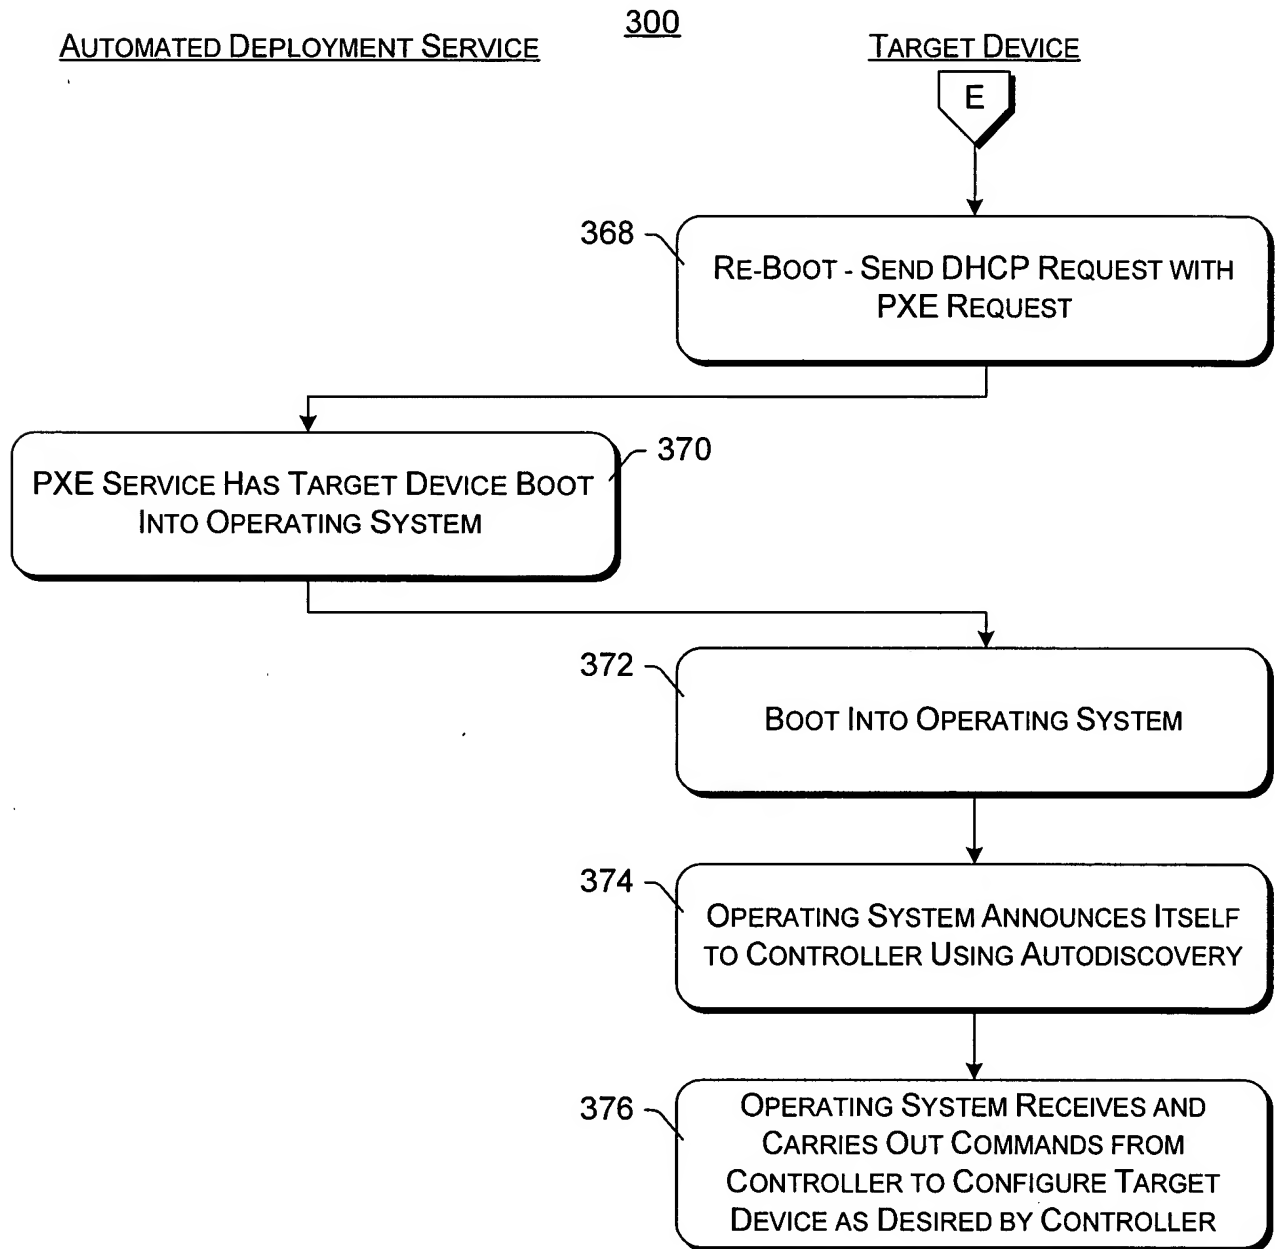 300
AUTOMATED DEPLOYMENT SERVICE
TARGET DEVICE
E
368
RE-BOOT - SEND DHCP REQUEST WITH
PXE REQUEST
370
PXE SERVICE HAS TARGET DEVICE BOOT
INTO OPERATING SYSTEM
372
BOOT INTO OPERATING SYSTEM
374
OPERATING SYSTEM ANNOUNCES ITSELF
TO CONTROLLER USING AUTODISCOVERY
376
OPERATING SYSTEM RECEIVES AND
CARRIES OUT COMMANDS FROM
CONTROLLER TO CONFIGURE TARGET
DEVICE AS DESIRED BY CONTROLLER